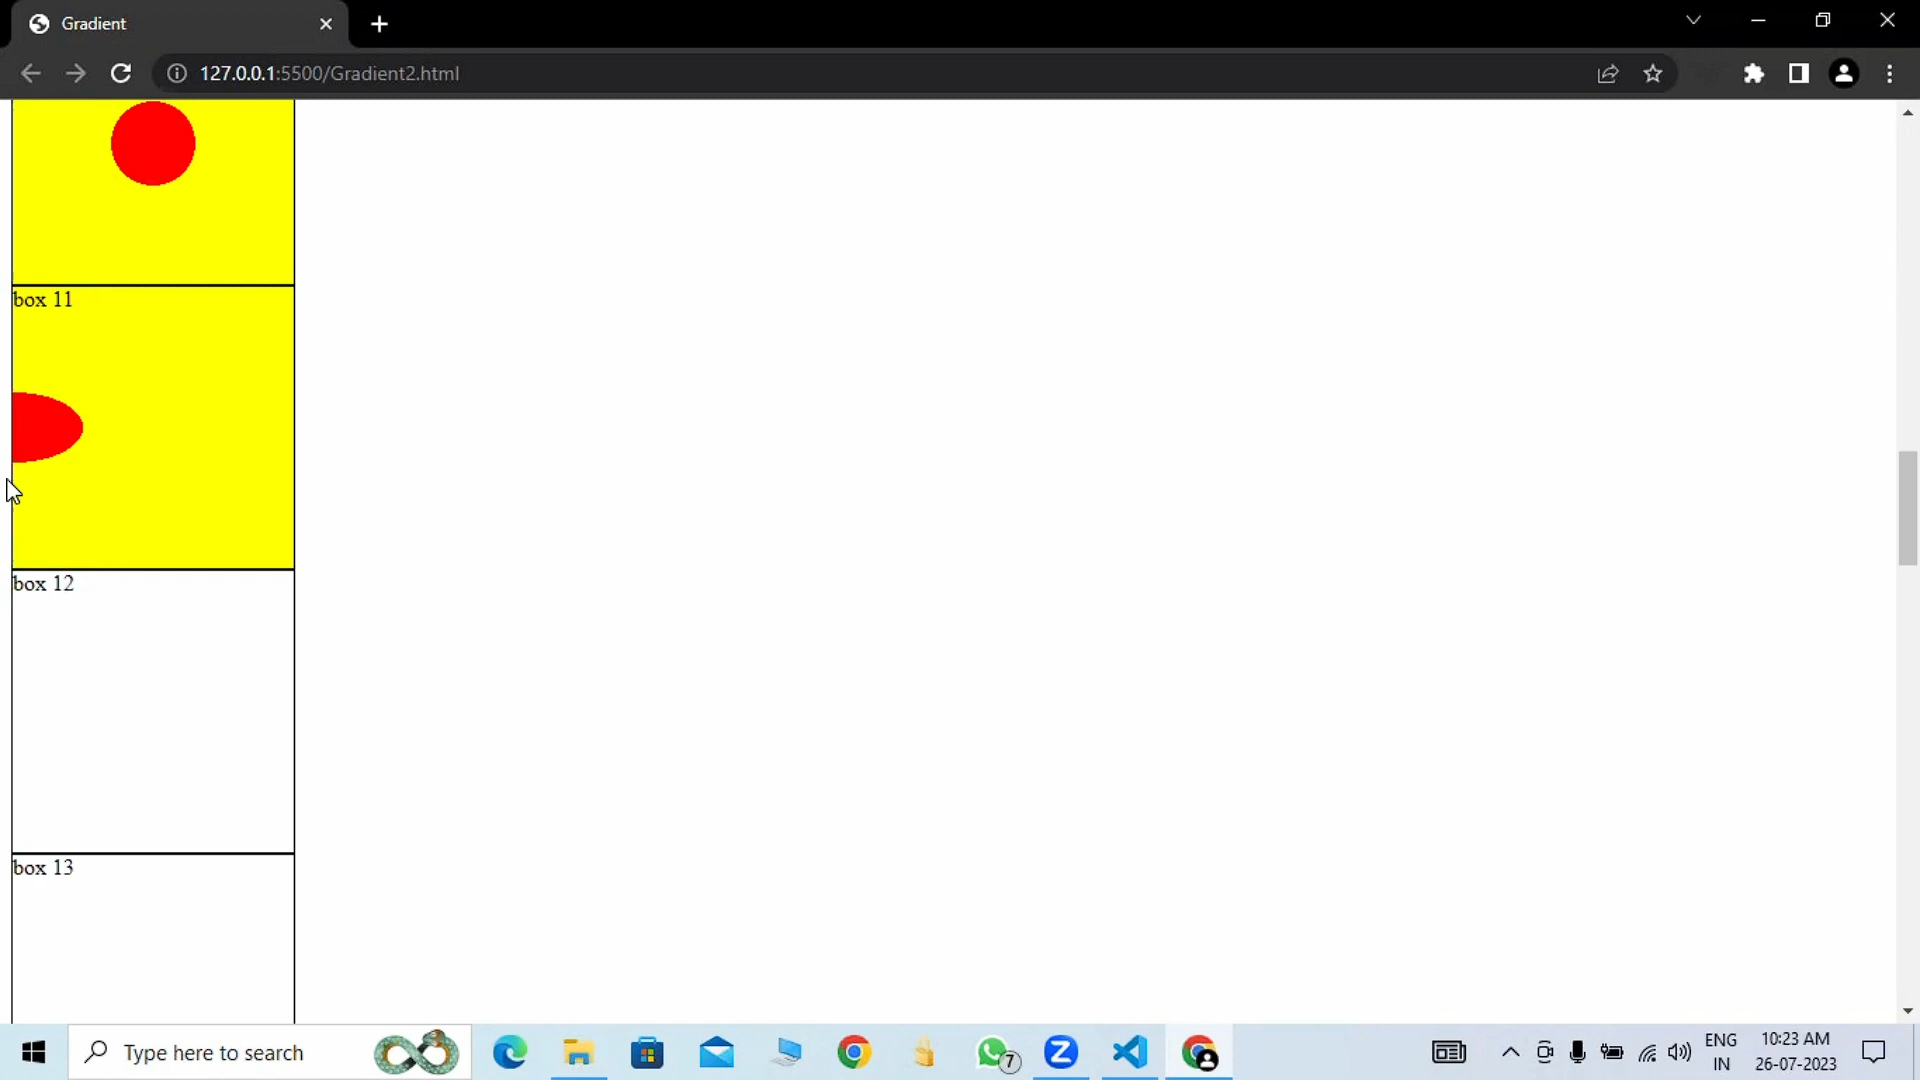 Gradient
127.0.0.1:5500/Gradient2.html
box 11
box 12
box 13
Type here to search
7
ENG
IN
10:23 AM
26-07-2023